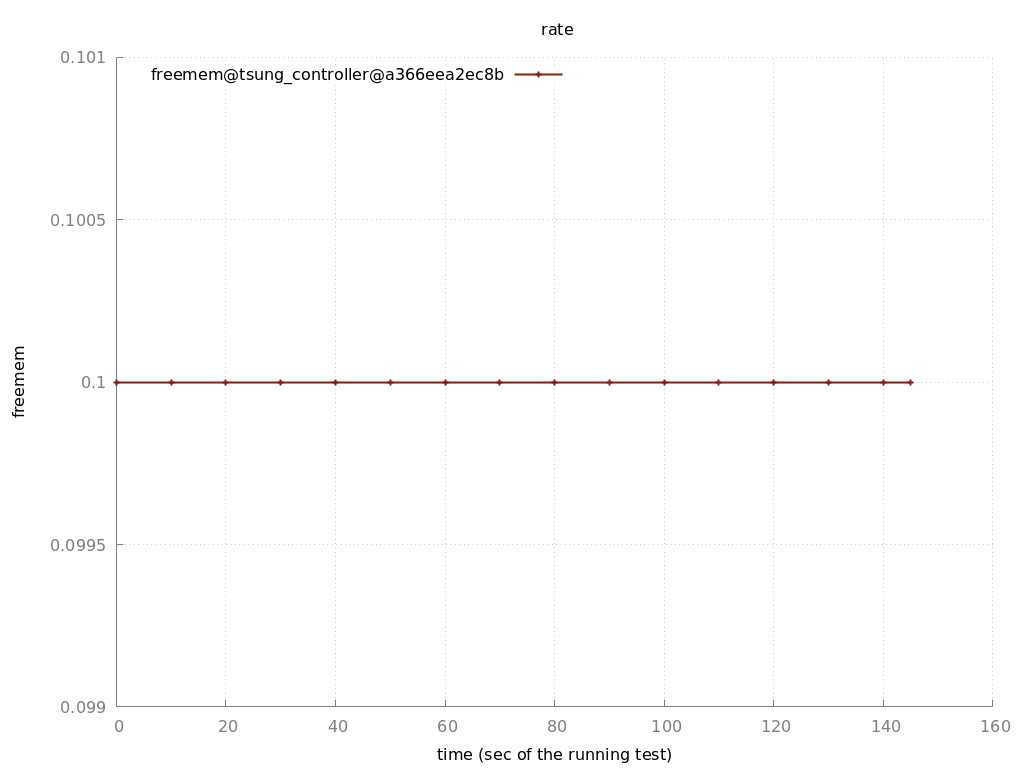 rate
0.101
freemem@tsung_controller@a366eea2ec8b
0.1005
0.1
freemem
0.0995
0.099
0 20 40 60 80 100 120 140 160
time (sec of the running test)